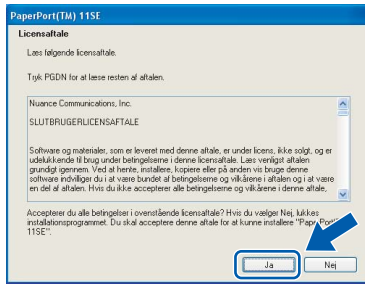 PaperPort(TM) 11SE
Licensaftale
Læs følgende licensaftale.
Tryk PGDN for at læse resten af aftalen.
Nuance Communications, Inc.
SLUTBRUGERLICENSAFTALE
Software og materialer, som er leveret med denne aftale, er under licens, ikke solgt, og er
udelukkende til brug under betingelserne i denne licensaftale. Læs venligst aftalen
grundigt igennem. Ved at hente, installere, kopiere eller på anden vis bruge denne
software indvilliger du i at være bundet af betingelserne og vilkårene i aftalen og i at være
en del af aftalen. Hvis du ikke accepterer alle betingelserne og vilkårene i denne aftale,
Accepterer du alle betingelser i ovenstående licensaftale? Hvis du vælger Nej, lukkes
installationsprogrammet. Du skal acceptere denne aftale for at kunne installere "PaperPort
11SE".
Ja
Nej